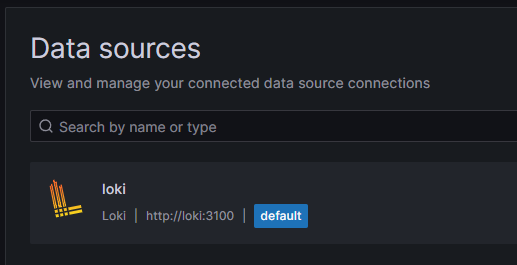 Data sources
View and manage your connected data source connections
Search by name or type
loki
Loki | http://loki:3100 | default